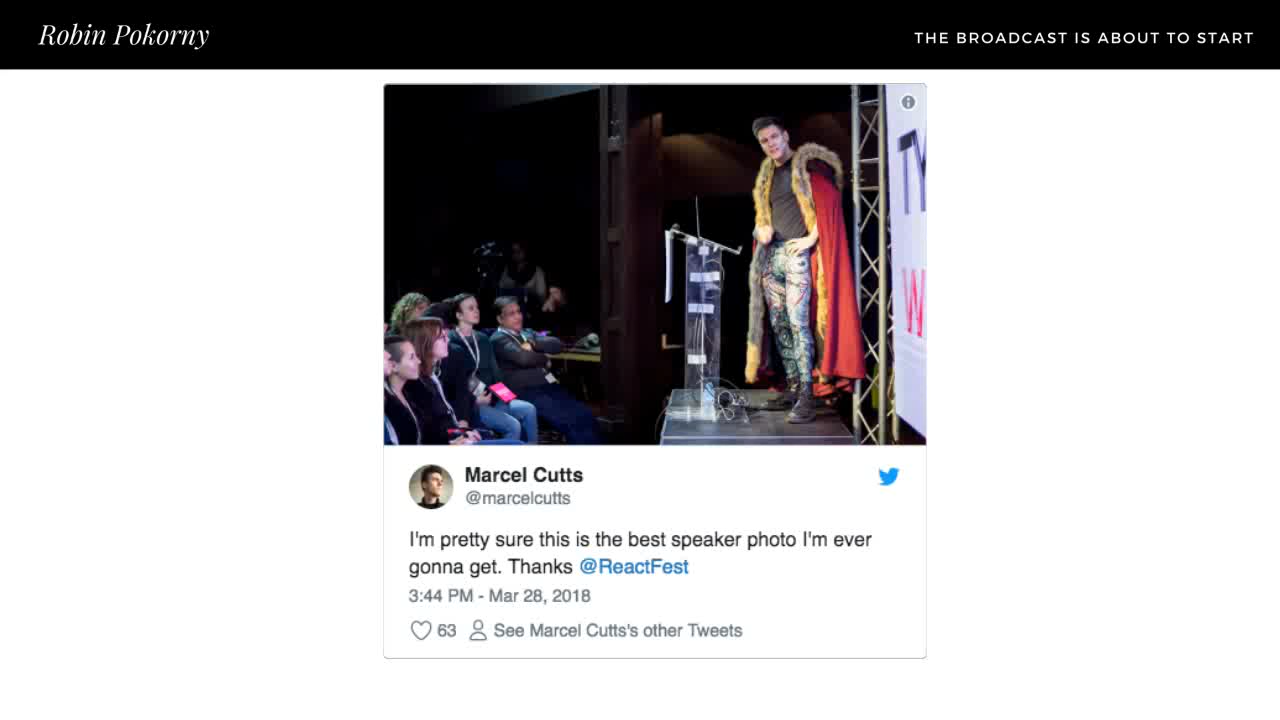 Robin Pokorny
THE BROADCAST IS ABOUT TO START
TY
W
Marcel Cutts
@marcelcutts
I'm pretty sure this is the best speaker photo I'm ever
gonna get. Thanks @ReactFest
3:44 PM - Mar 28, 2018
63 See Marcel Cutts's other Tweets